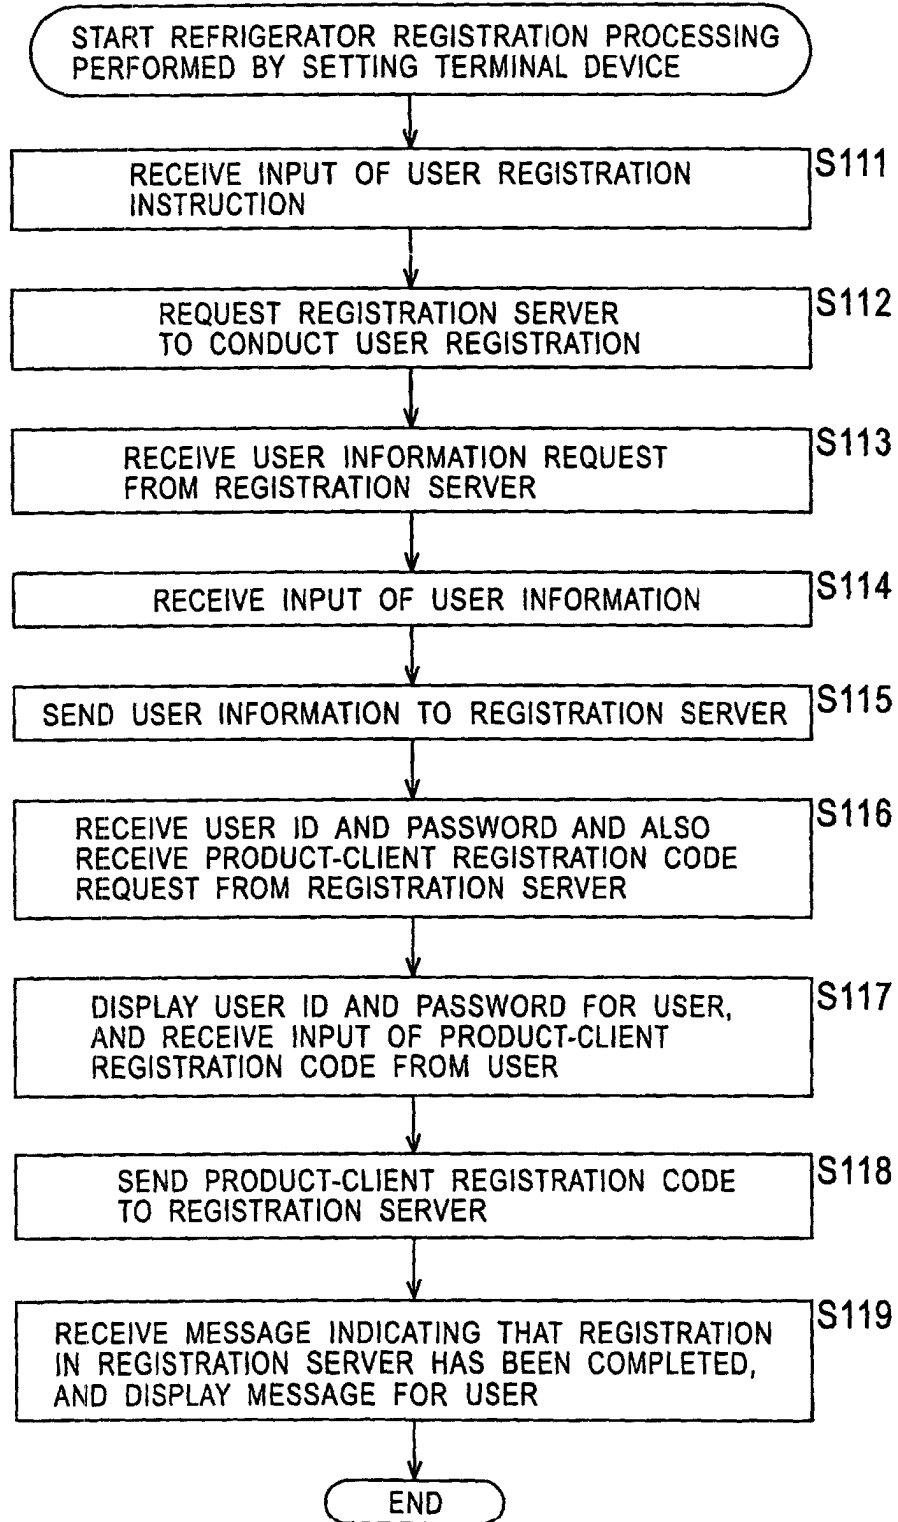 START REFRIGERATOR REGISTRATION PROCESSING
PERFORMED BY SETTING TERMINAL DEVICE
S111
RECEIVE INPUT OF USER REGISTRATION
INSTRUCTION
S112
REQUEST REGISTRATION SERVER
TO CONDUCT USER REGISTRATION
S113
RECEIVE USER INFORMATION REQUEST
FROM REGISTRATION SERVER
S114
RECEIVE INPUT OF USER INFORMATION
S115
SEND USER INFORMATION TO REGISTRATION SERVER
S116
RECEIVE USER ID AND PASSWORD AND ALSO
RECEIVE PRODUCT-CLIENT REGISTRATION CODE
REQUEST FROM REGISTRATION SERVER
S117
DISPLAY USER ID AND PASSWORD FOR USER,
AND RECEIVE INPUT OF PRODUCT-CLIENT
REGISTRATION CODE FROM USER
S118
SEND PRODUCT-CLIENT REGISTRATION CODE
TO REGISTRATION SERVER
S119
RECEIVE MESSAGE INDICATING THAT REGISTRATION
IN REGISTRATION SERVER HAS BEEN COMPLETED,
AND DISPLAY MESSAGE FOR USER
END